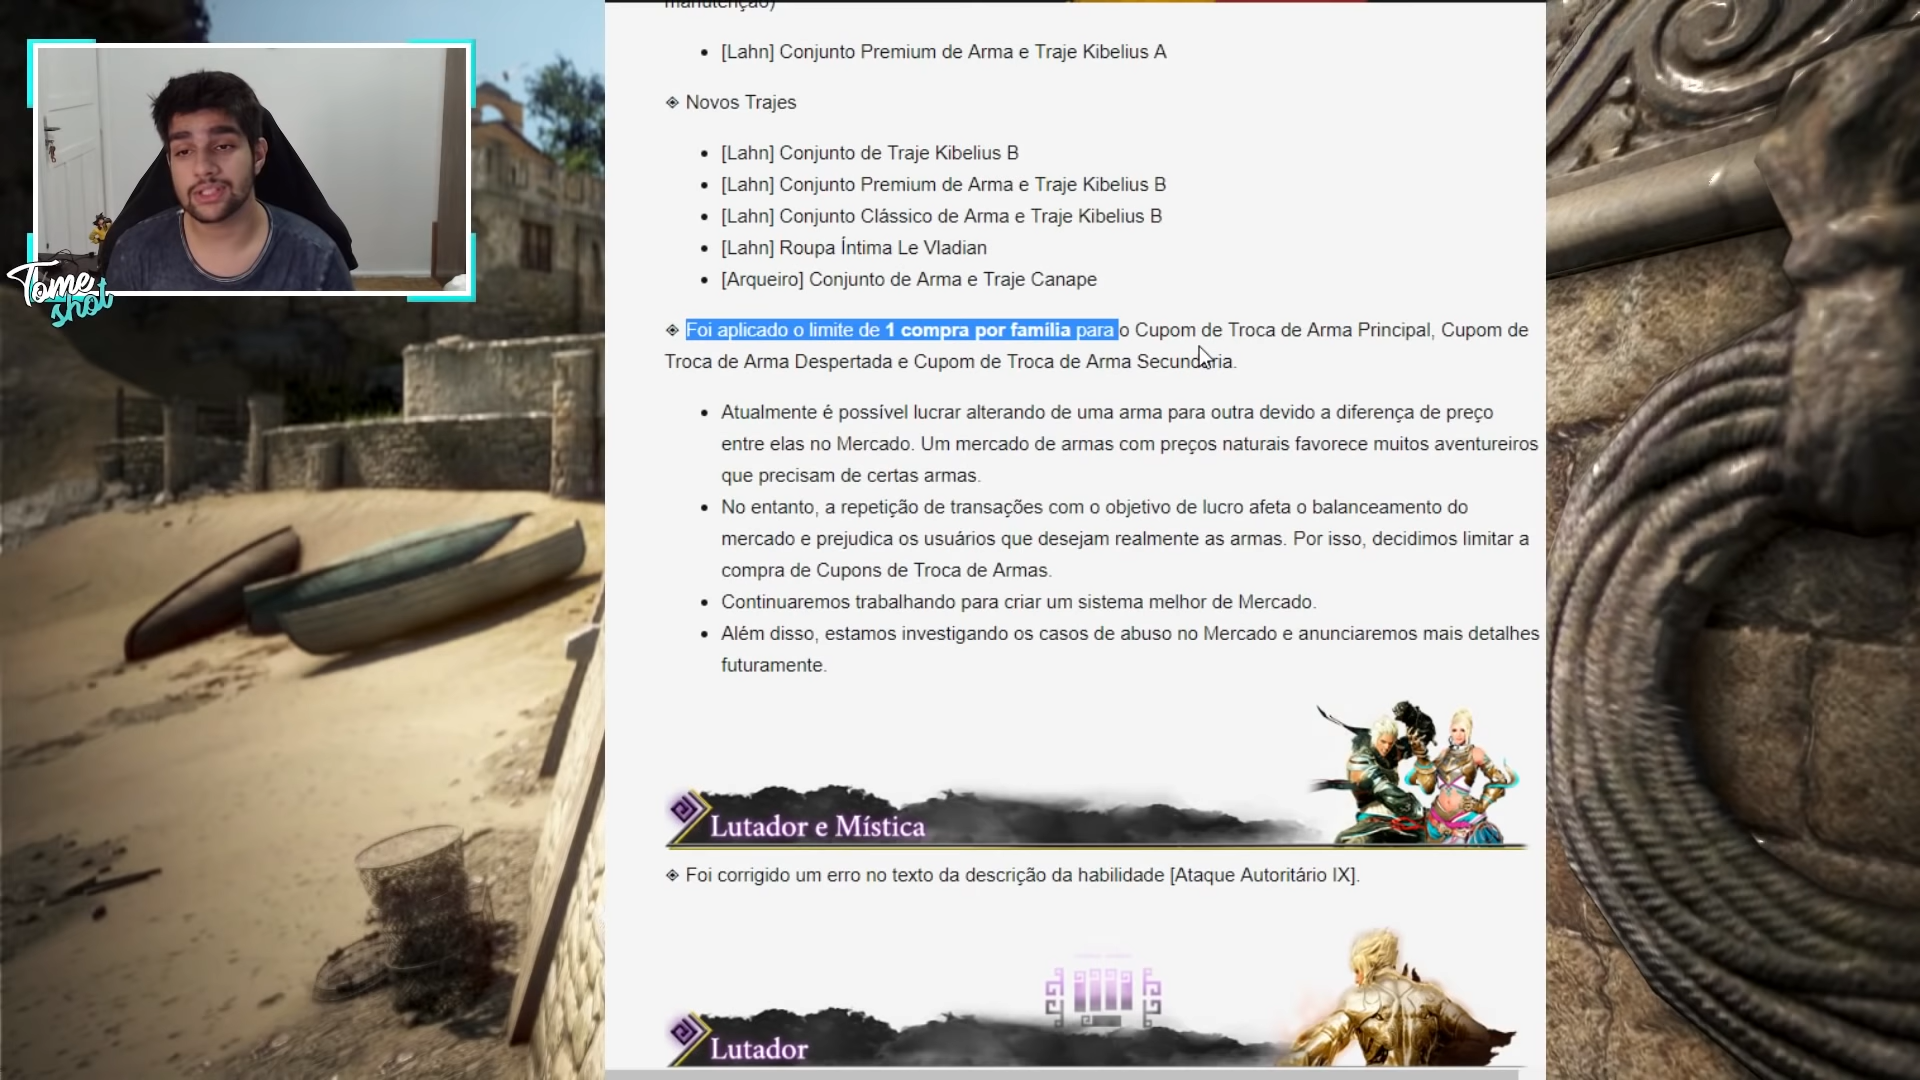 manutenção)
• [Lahn] Conjunto Premium de Arma e Traje Kibelius A
◈ Novos Trajes
• [Lahn] Conjunto de Traje Kibelius B
• [Lahn] Conjunto Premium de Arma e Traje Kibelius B
• [Lahn] Conjunto Clássico de Arma e Traje Kibelius B
• [Lahn] Roupa Íntima Le Vladian
• [Arqueiro] Conjunto de Arma e Traje Canape
Tome
shot
◈ Foi aplicado o limite de 1 compra por família para o Cupom de Troca de Arma Principal, Cupom de
Troca de Arma Despertada e Cupom de Troca de Arma Secundária.
• Atualmente é possível lucrar alterando de uma arma para outra devido a diferença de preço
entre elas no Mercado. Um mercado de armas com preços naturais favorece muitos aventureiros
que precisam de certas armas.
• No entanto, a repetição de transações com o objetivo de lucro afeta o balanceamento do
mercado e prejudica os usuários que desejam realmente as armas. Por isso, decidimos limitar a
compra de Cupons de Troca de Armas.
• Continuaremos trabalhando para criar um sistema melhor de Mercado.
• Além disso, estamos investigando os casos de abuso no Mercado e anunciaremos mais detalhes
futuramente.
Lutador e Mística
◈ Foi corrigido um erro no texto da descrição da habilidade [Ataque Autoritário IX].
Lutador